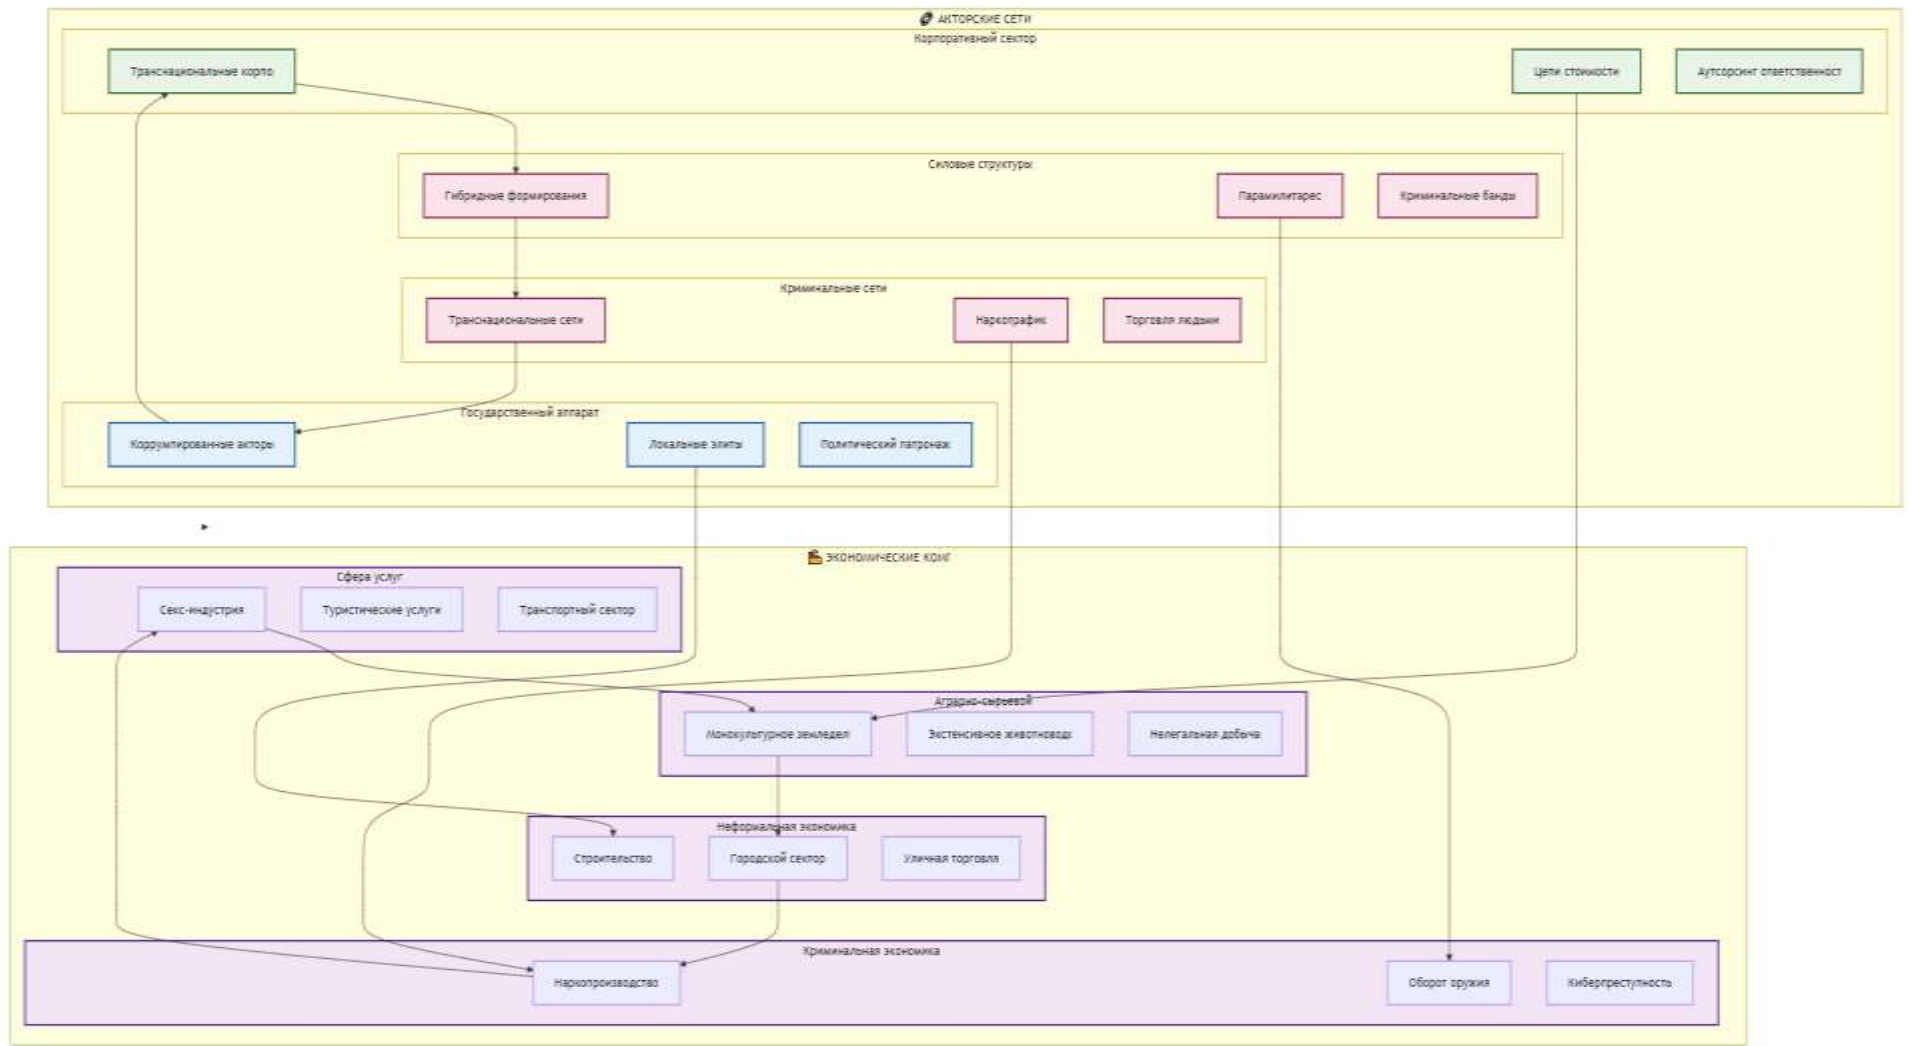 АКТОРСКИЕ СЕТИ
Корпоративный сектор
Транснациональные корпо
Цепи стоимости
Аутсорсинг ответственност
Силовые структуры
Гибридные формирования
Парамилитарес
Криминальные банды
Криминальные сети
Транснациональные сети
Наркотрафик
Торговля людьми
Государственный аппарат
Коррумпированные акторы
Локальные элиты
Политический патронаж
ЭКОНОМИЧЕСКИЕ КОМГ
Сфера услуг
Секс-индустрия
Туристические услуги
Транспортный сектор
Аграрно-сырьевой
Монокультурное земледел
Экстенсивное животновод
Нелегальная добыча
Неформальная экономика
Строительство
Городской сектор
Уличная торговля
Криминальная экономика
Наркопроизводство
Оборот оружия
Киберпреступность